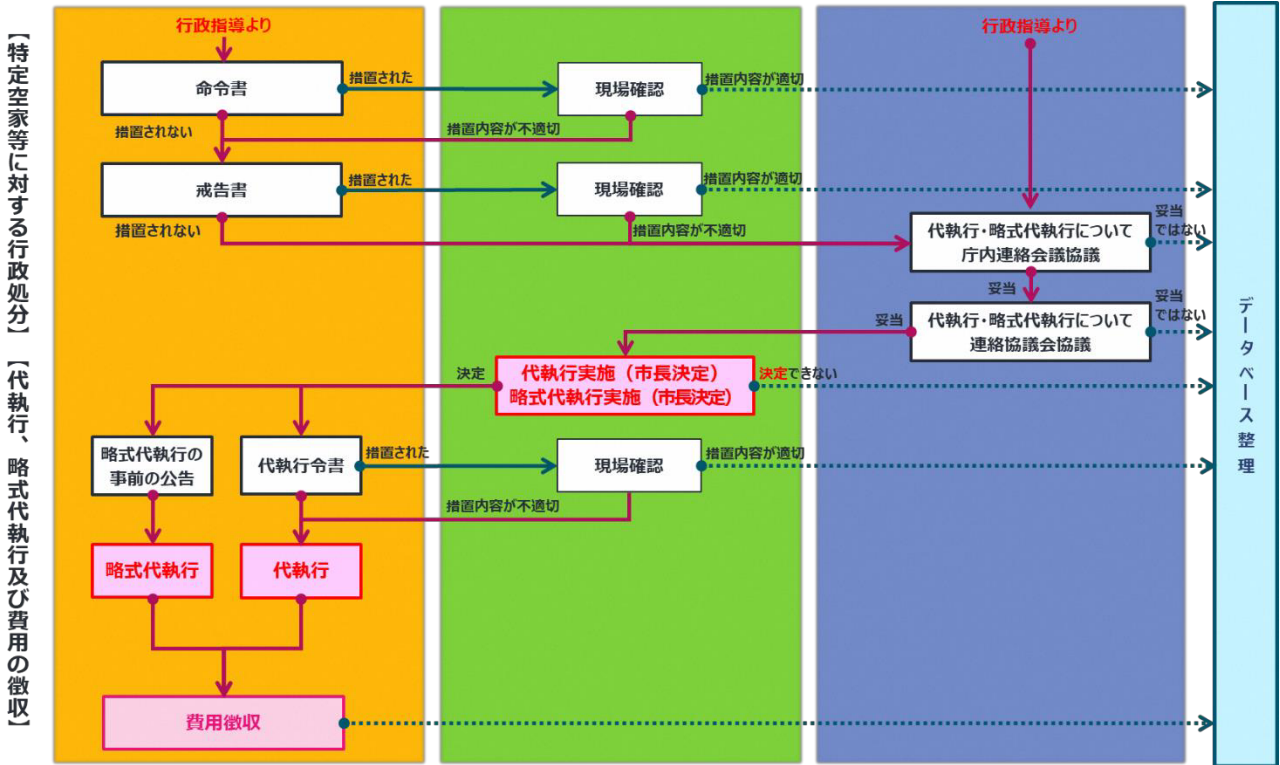 【特定空家等に対する行政処分】
【代執行、略式代執行及び費用の徴収】
行政指導より
行政指導より
命令書
措置された
現場確認
措置内容が適切
措置されない
措置内容が不適切
戒告書
措置された
現場確認
措置内容が適切
措置されない
措置内容が不適切
代執行・略式代執行について
庁内連絡会議協議
妥当
ではない
妥当
代執行・略式代執行について
連絡協議会協議
妥当
ではない
妥当
代執行実施（市長決定）
略式代執行実施（市長決定）
決定
決定できない
略式代執行の
事前の公告
代執行令書
措置された
現場確認
措置内容が適切
措置内容が不適切
略式代執行
代執行
費用徴収
データベース整理